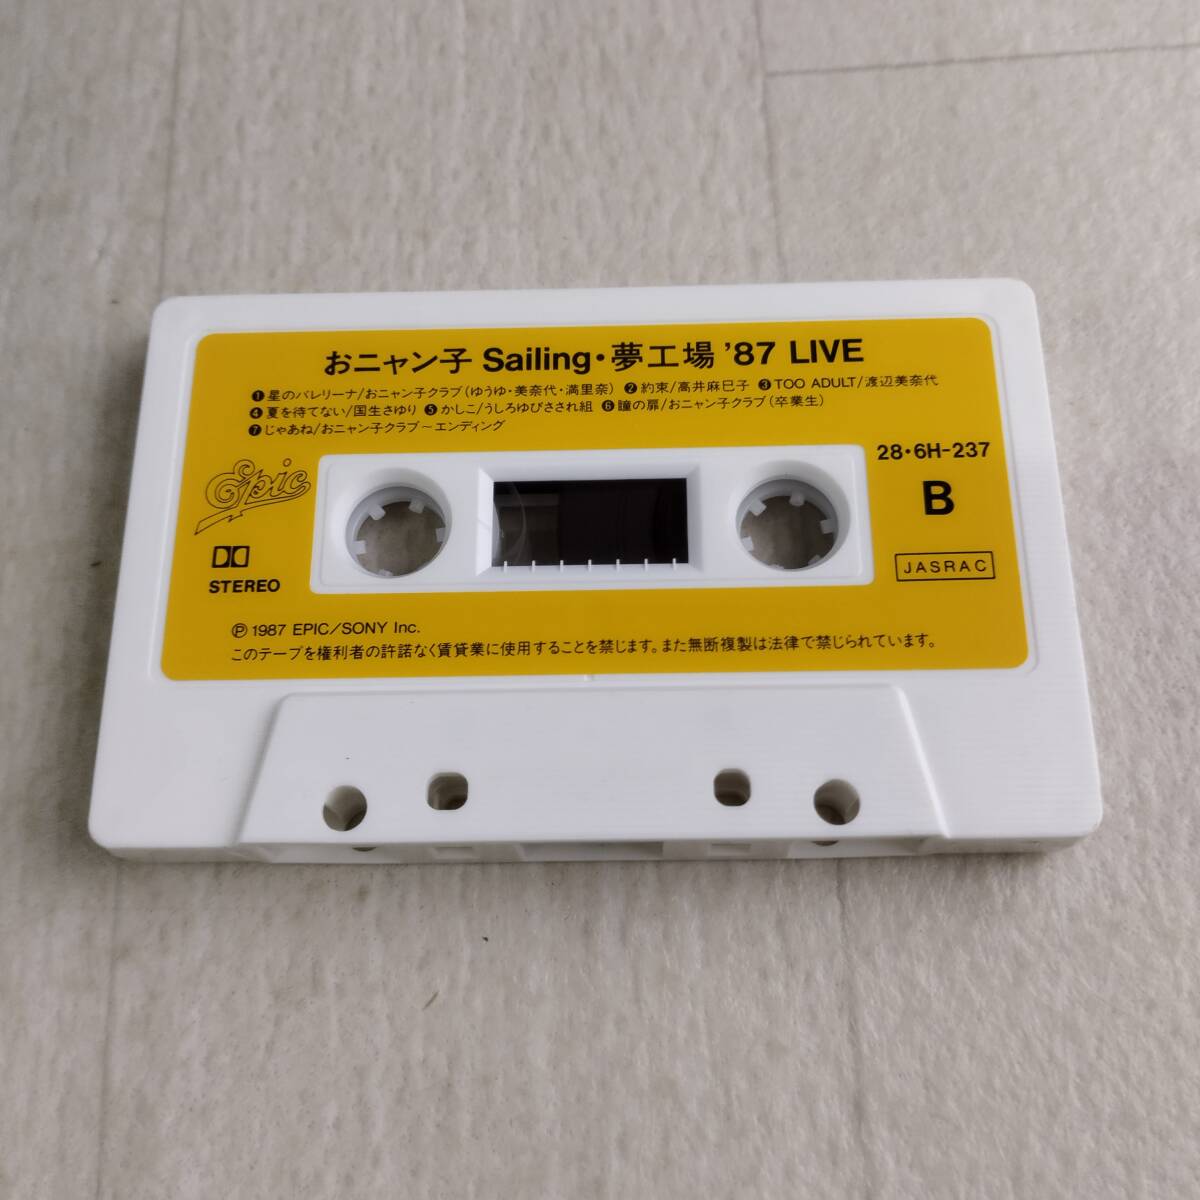 おニャン子 Sailing・夢工場 '87 LIVE
❶星のバレリーナ/おニャン子クラブ(ゆうゆ・美奈代・満里奈) ❷約束/高井麻巳子 ❸TOO ADULT/渡辺美奈代
❹夏を待てない/国生さゆり ❺かしこ/うしろゆびさされ組 ❻瞳の扉/おニャン子クラブ(卒業生)
❼じゃあね/おニャン子クラブ〜エンディング
28・6H-237
Epic
B
STEREO
JASRAC
Ⓟ1987 EPIC/SONY Inc.
このテープを権利者の許諾なく賃貸業に使用することを禁じます。また無断複製は法律で禁じられています。